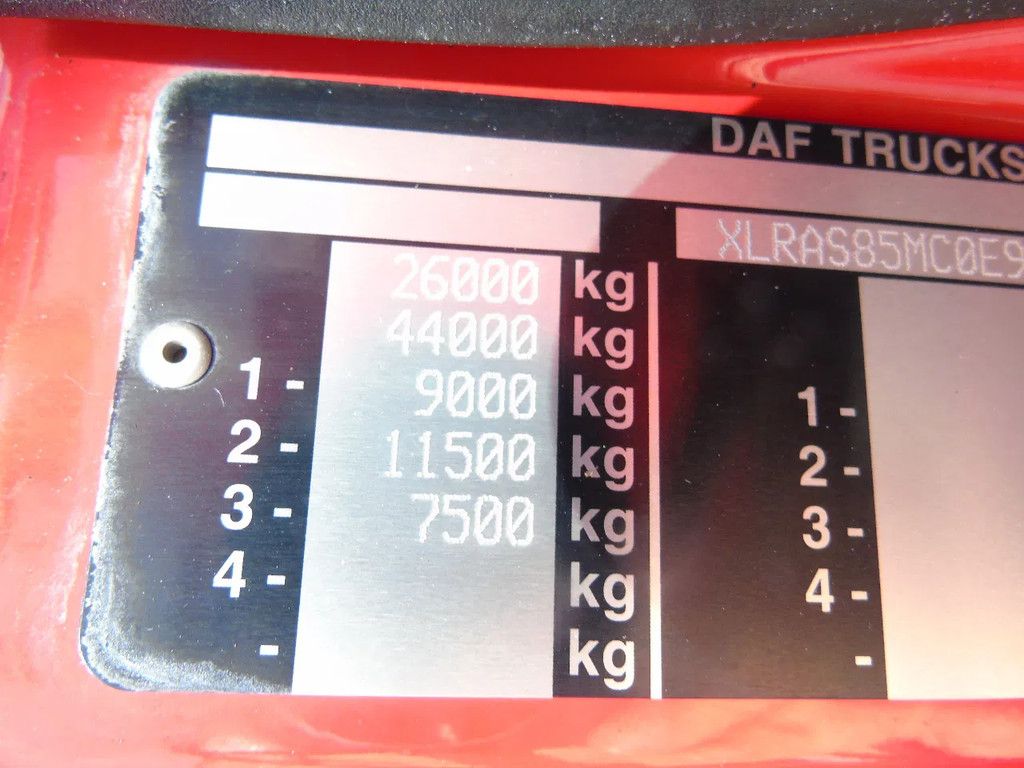 DAF TRUCKS
XLRAS85MC0E9
26000 kg
44000 kg
1 - 9000 kg 1 -
2 - 11500 kg 2 -
3 - 7500 kg 3 -
4 - kg 4 -
- kg -